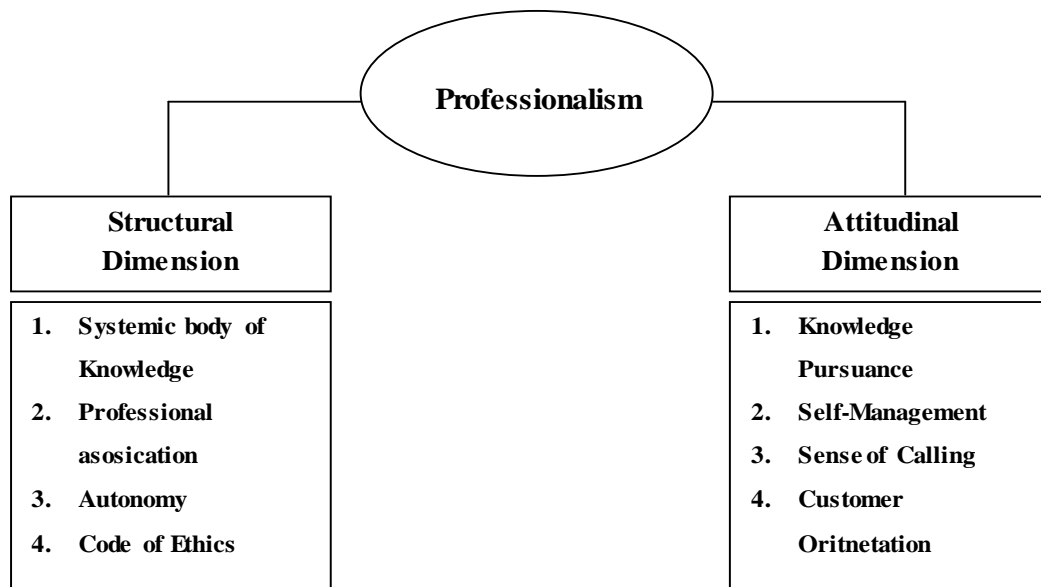 Professionalism
Structural
Dimension
1. Systemic body of
Knowledge
2. Professional
asosication
3. Autonomy
4. Code of Ethics
Attitudinal
Dimension
1. Knowledge
Pursuance
2. Self-Management
3. Sense of Calling
4. Customer
Oritnetation